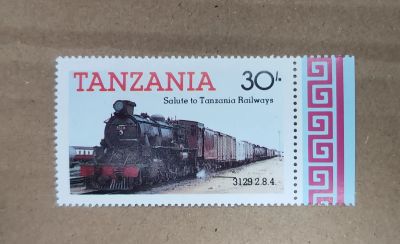 TANZANIA 30/-
Salute to Tanzania Railways
3129 2.8.4.